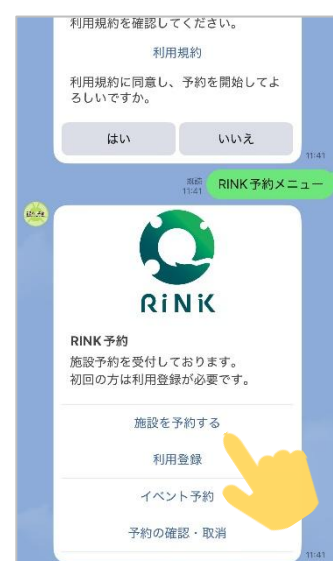 利用規約を確認してください。
利用規約
利用規約に同意し、予約を開始してよ
ろしいですか。
はい
いいえ
11:41
既読
11:41
RINK予約メニュー
RiNiK
RINK予約
施設予約を受付しております。
初回の方は利用登録が必要です。
施設を予約する
利用登録
イベント予約
予約の確認・取消
11:41